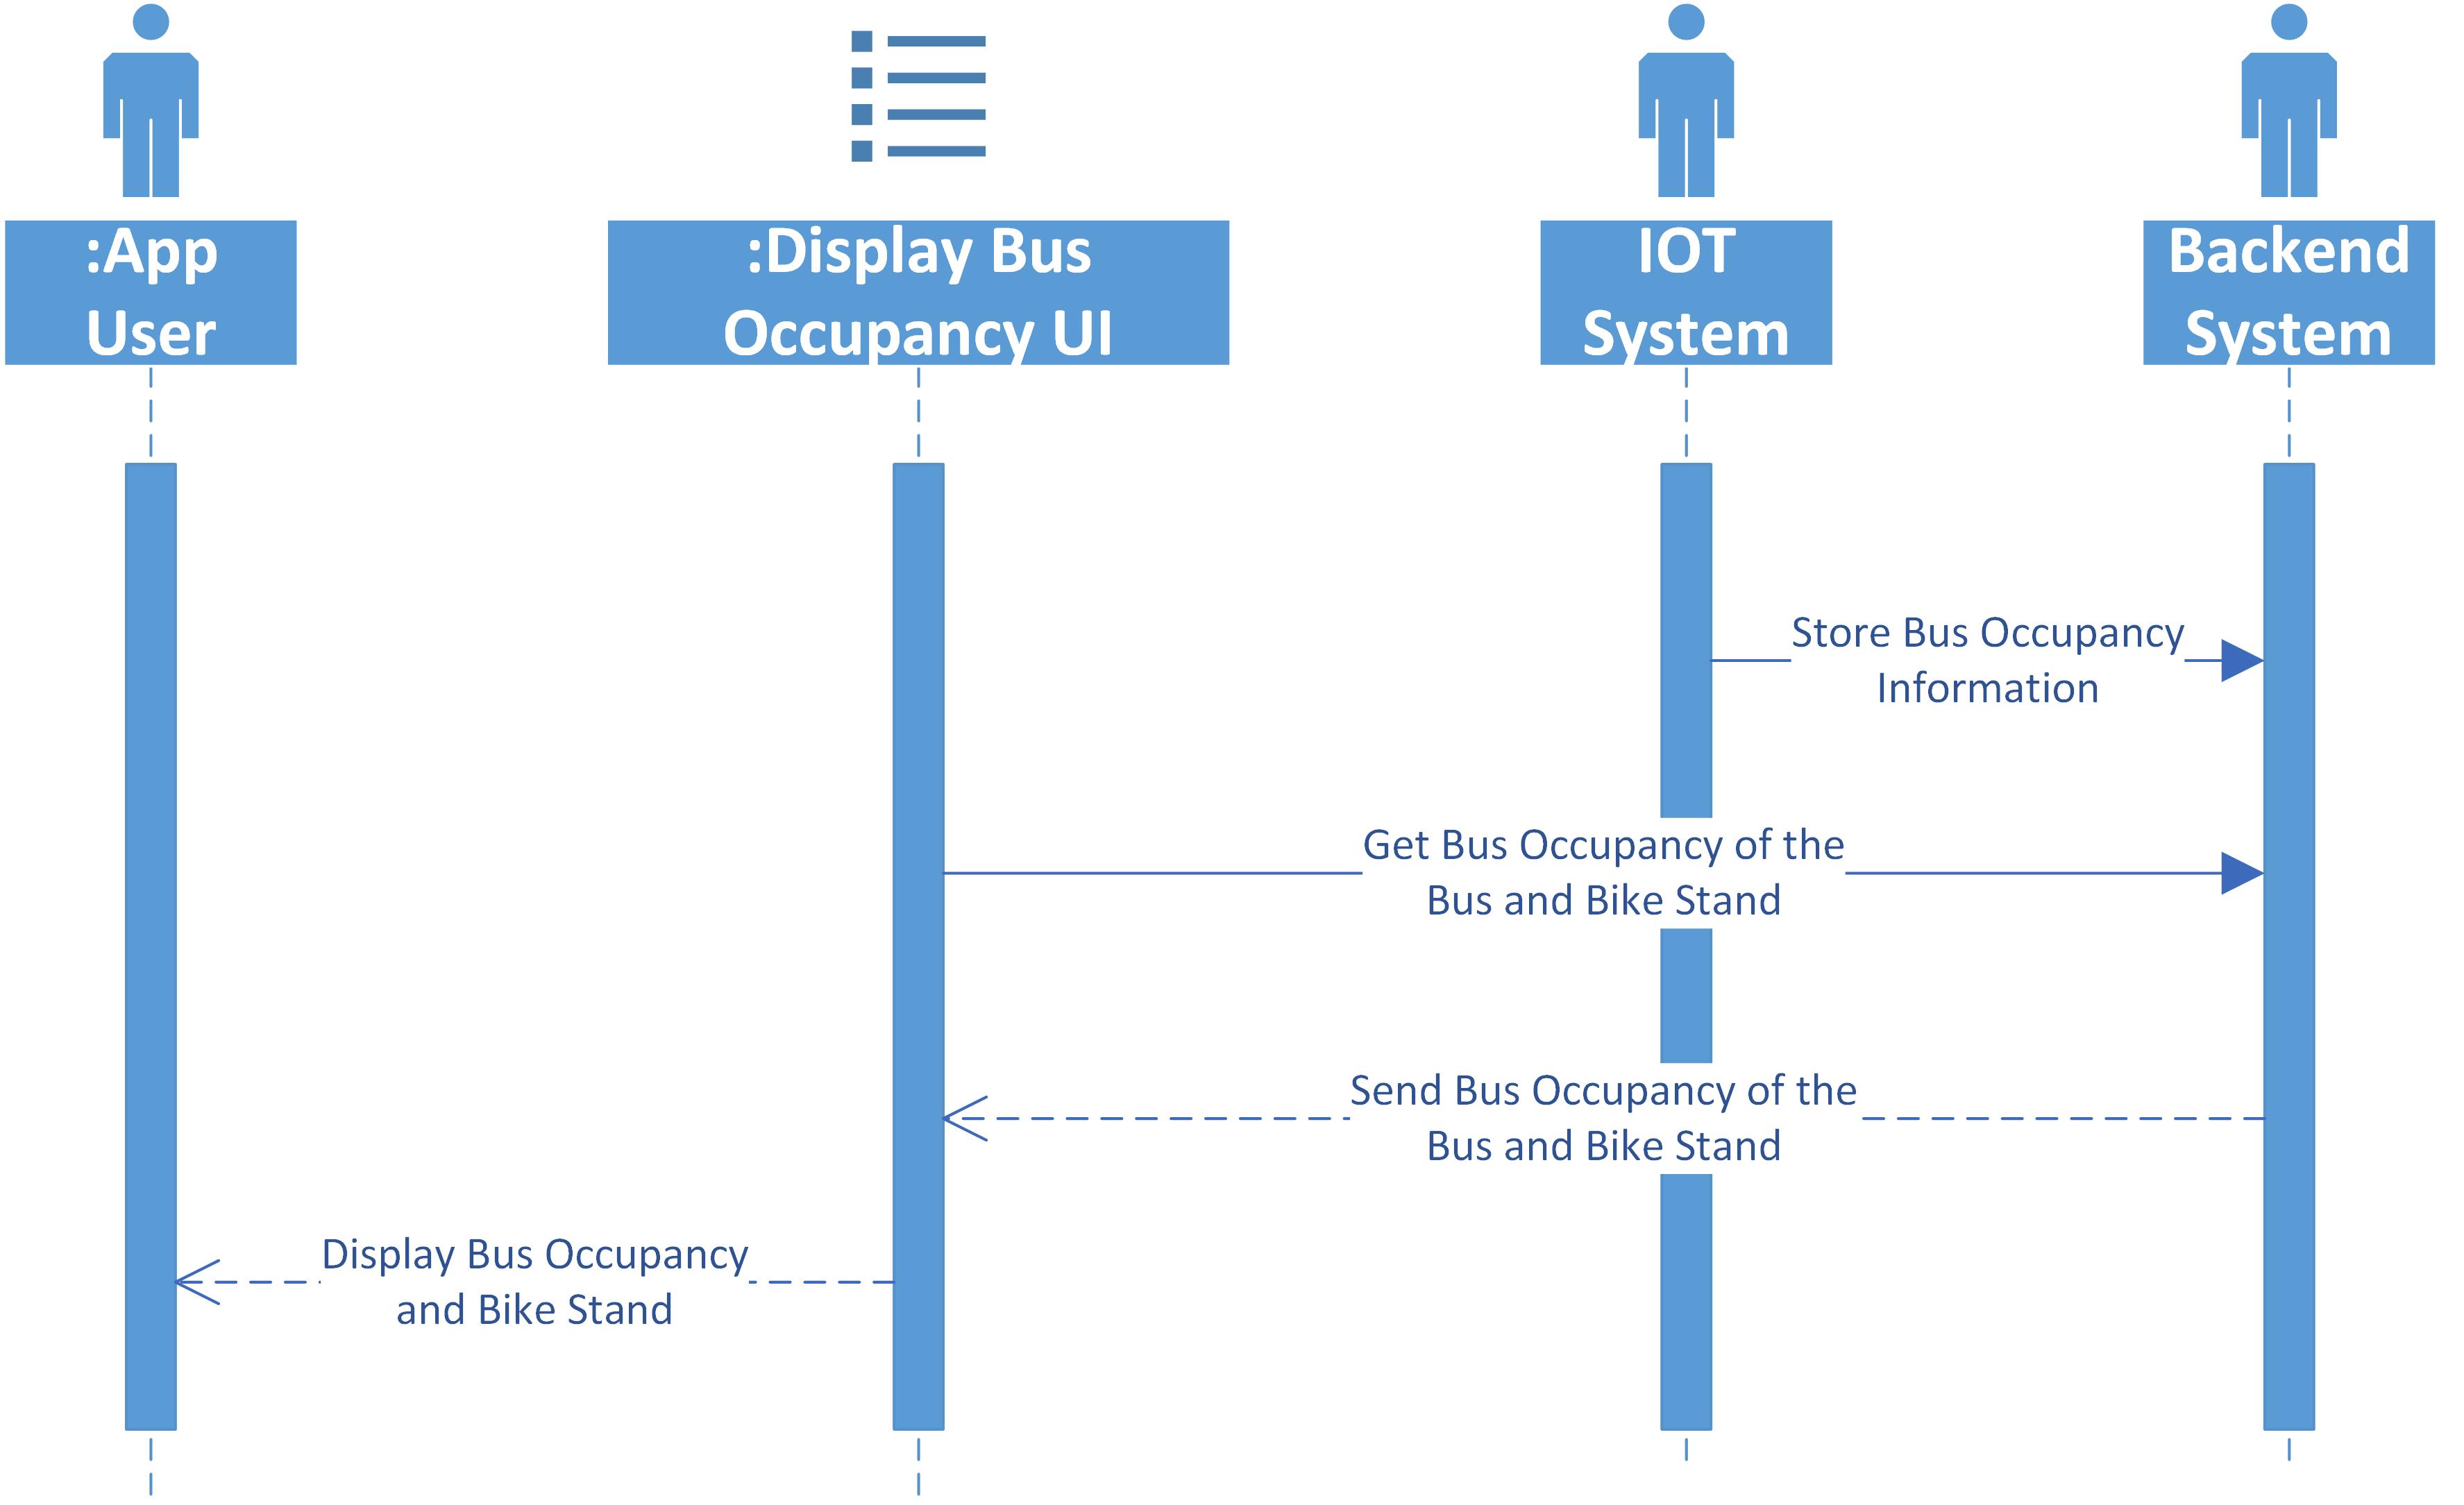 :App
User
:Display Bus
Occupancy UI
IOT
System
Backend
System
Store Bus Occupancy
Information
Get Bus Occupancy of the
Bus and Bike Stand
Send Bus Occupancy of the
Bus and Bike Stand
Display Bus Occupancy
and Bike Stand